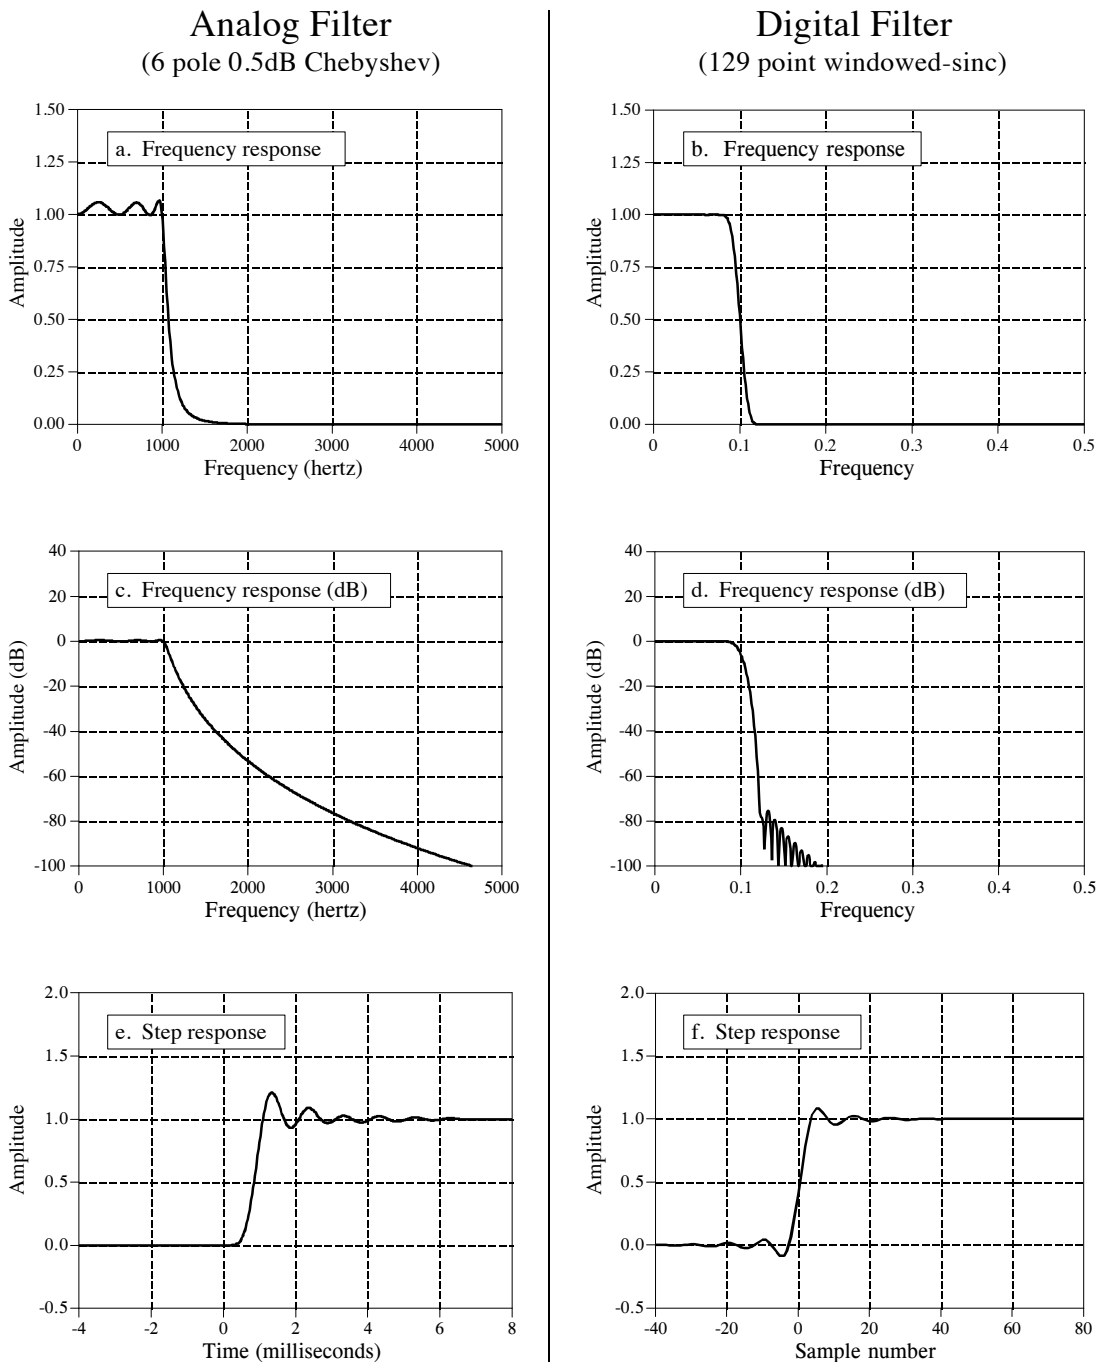 Analog Filter
(6 pole 0.5dB Chebyshev)
Digital Filter
(129 point windowed-sinc)
a. Frequency response
Amplitude
1.50
1.25
1.00
0.75
0.50
0.25
0.00
0 1000 2000 3000 4000 5000
Frequency (hertz)
b. Frequency response
Amplitude
1.50
1.25
1.00
0.75
0.50
0.25
0.00
0 0.1 0.2 0.3 0.4 0.5
Frequency
c. Frequency response (dB)
Amplitude (dB)
40
20
0
-20
-40
-60
-80
-100
0 1000 2000 3000 4000 5000
Frequency (hertz)
d. Frequency response (dB)
Amplitude (dB)
40
20
0
-20
-40
-60
-80
-100
0 0.1 0.2 0.3 0.4 0.5
Frequency
e. Step response
Amplitude
2.0
1.5
1.0
0.5
0.0
-0.5
-4 -2 0 2 4 6 8
Time (milliseconds)
f. Step response
Amplitude
2.0
1.5
1.0
0.5
0.0
-0.5
-40 -20 0 20 40 60 80
Sample number